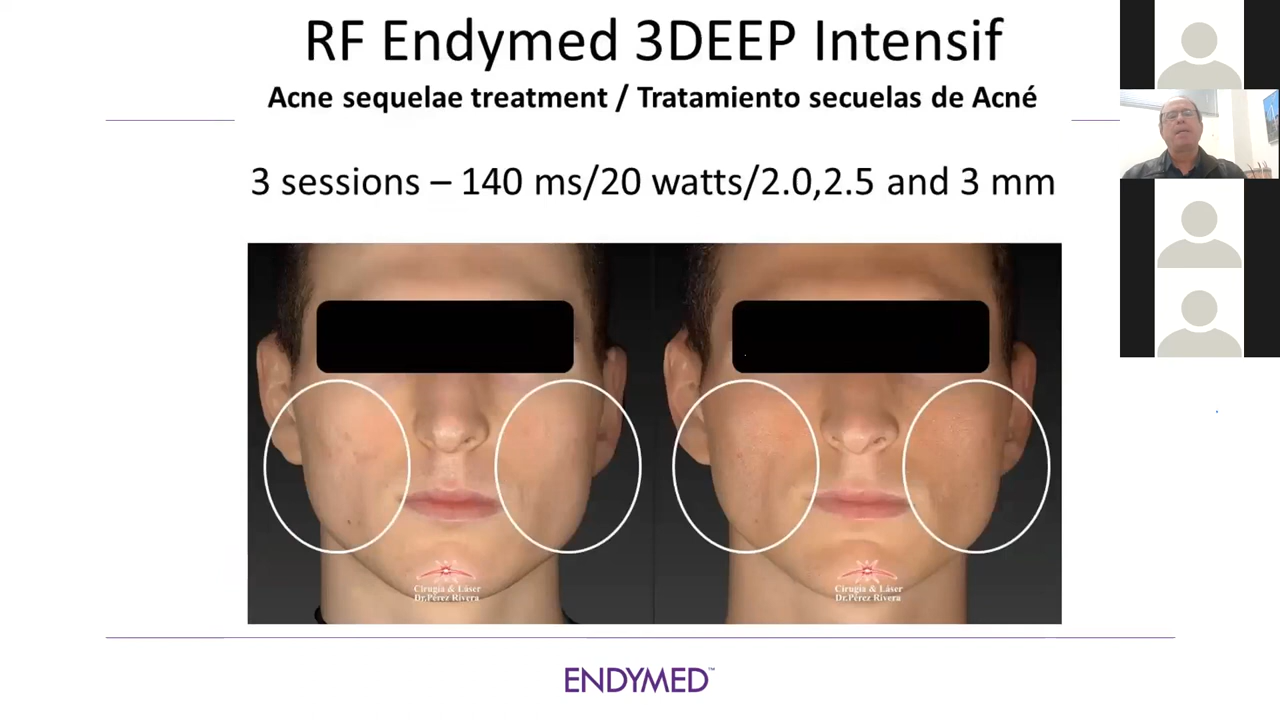 RF Endymed 3DEEP Intensif
Acne sequelae treatment / Tratamiento secuelas de Acné
3 sessions – 140 ms/20 watts/2.0,2.5 and 3 mm
Cirugía & Láser
Dr.Pérez Rivera
Cirugía & Láser
Dr.Pérez Rivera
ENDYMED™